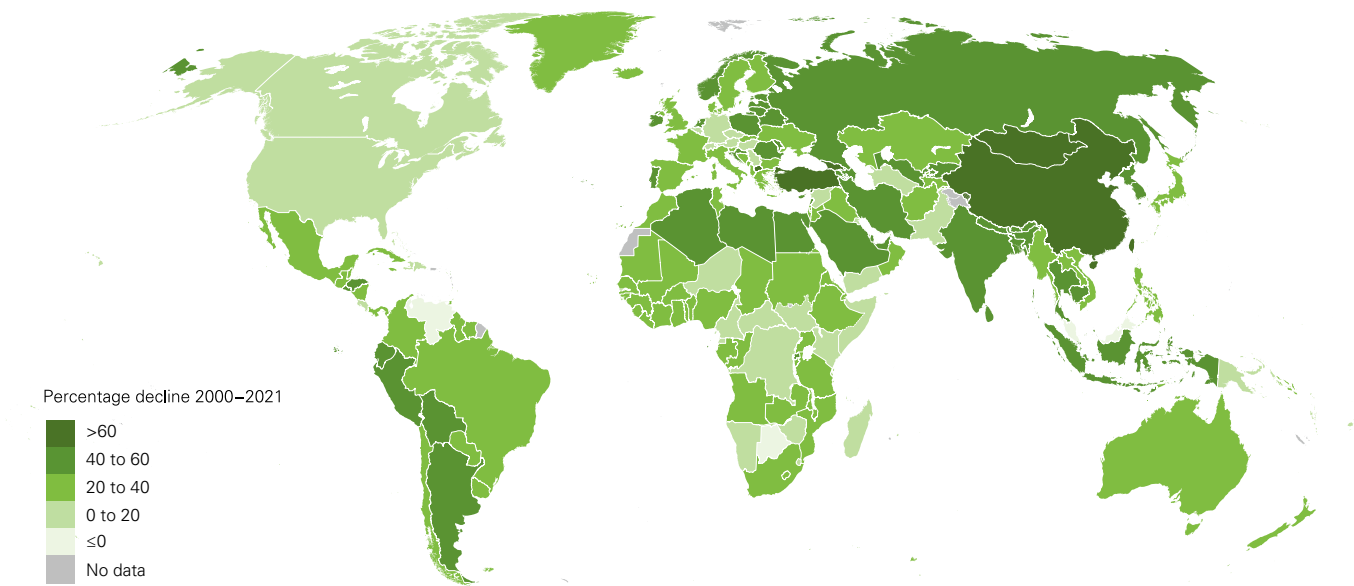 Percentage decline 2000–2021
>60
40 to 60
20 to 40
0 to 20
≤0
No data